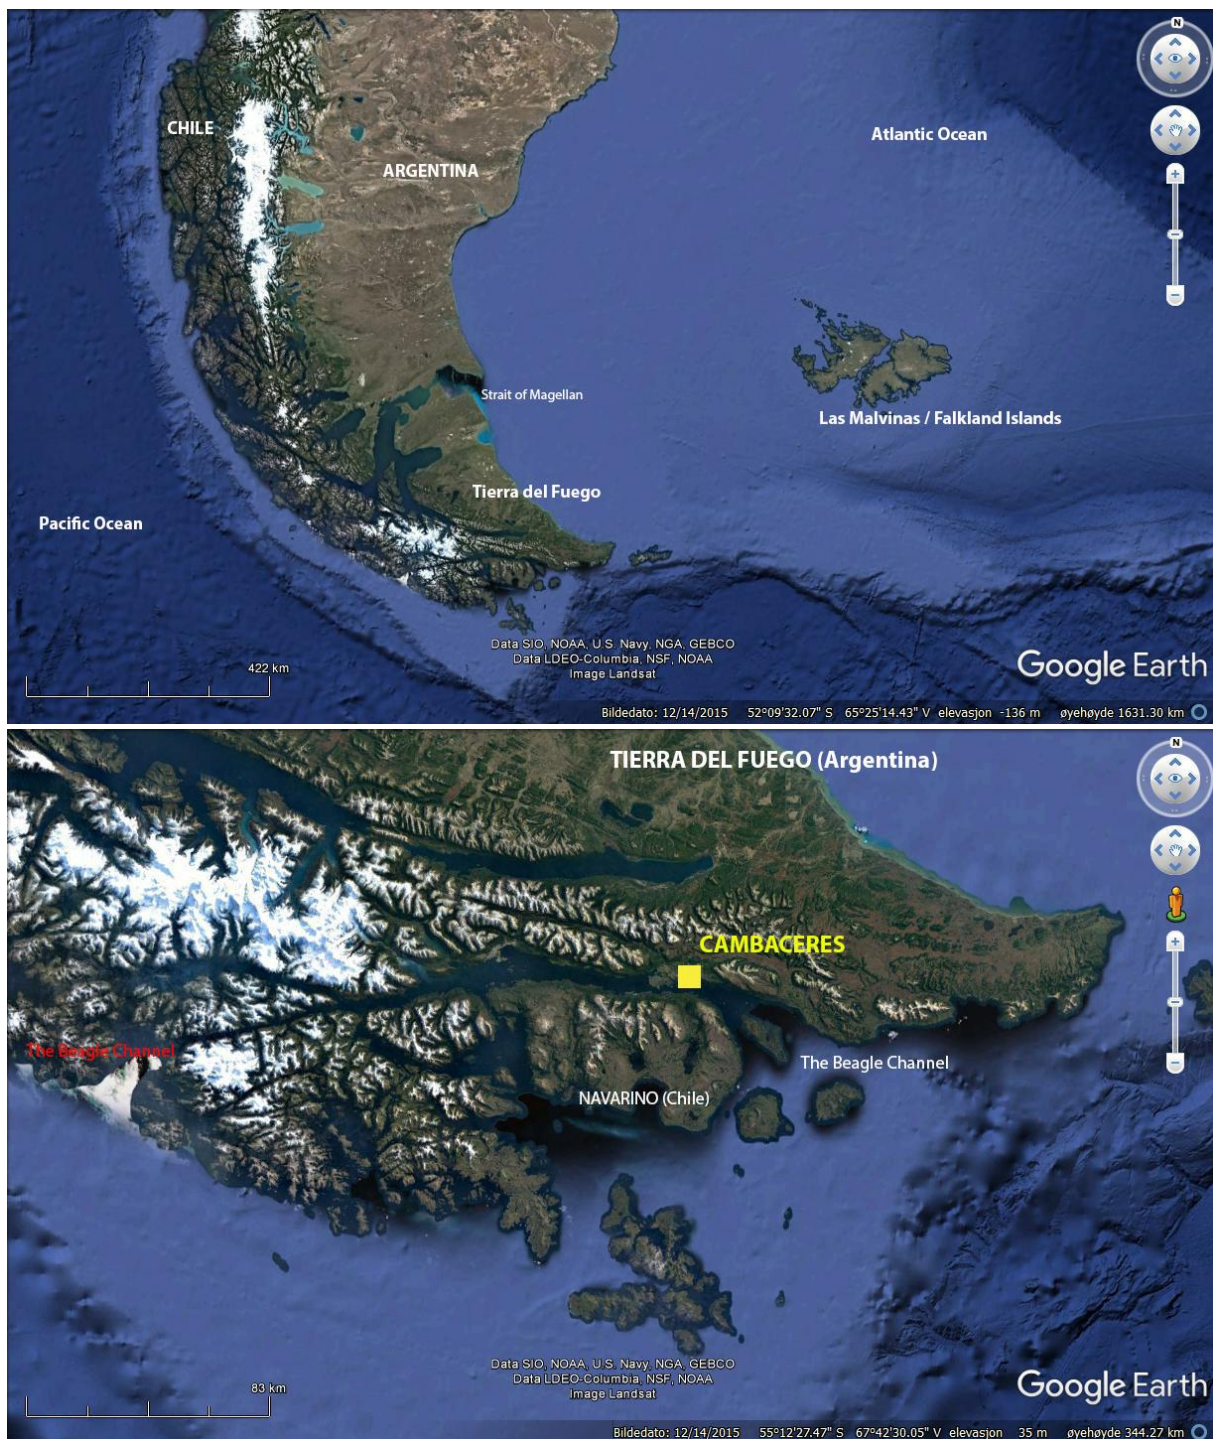 N
CHILE
Atlantic Ocean
ARGENTINA
Strait of Magellan
Las Malvinas / Falkland Islands
Tierra del Fuego
Pacific Ocean
Data SIO, NOAA, U.S. Navy, NGA, GEBCO
Data LDEO-Columbia, NSF, NOAA
Image Landsat
422 km
Google Earth
Bildedato: 12/14/2015 52°09'32.07" S 65°25'14.43" V elevasjon -136 m øyehøyde 1631.30 km
N
TIERRA DEL FUEGO (Argentina)
CAMBACERES
The Beagle Channel
The Beagle Channel
NAVARINO (Chile)
Data SIO, NOAA, U.S. Navy, NGA, GEBCO
Data LDEO-Columbia, NSF, NOAA
Image Landsat
83 km
Google Earth
Bildedato: 12/14/2015 55°12'27.47" S 67°42'30.05" V elevasjon 35 m øyehøyde 344.27 km